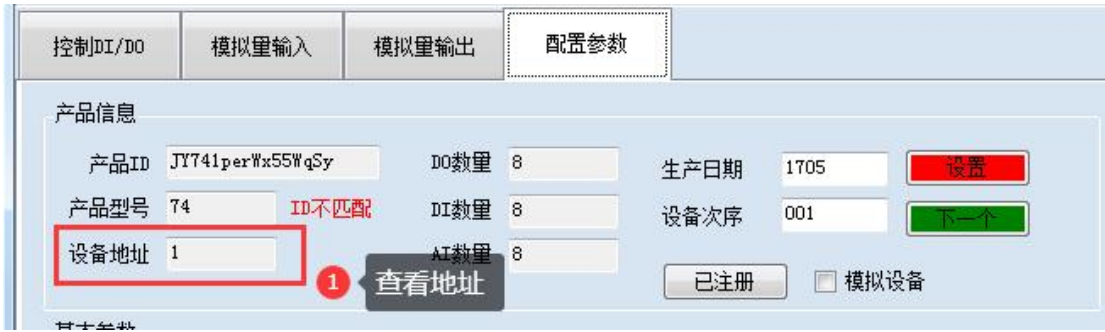 控制DI/DO 模拟量输入 模拟量输出 配置参数
产品信息
产品ID JY741perWx55WqSy DO数量 8 生产日期 1705 设置
产品型号 74 ID不匹配 DI数量 8 设备次序 001 下一个
设备地址 1 AI数量 8
1 查看地址 已注册 模拟设备
基本参数